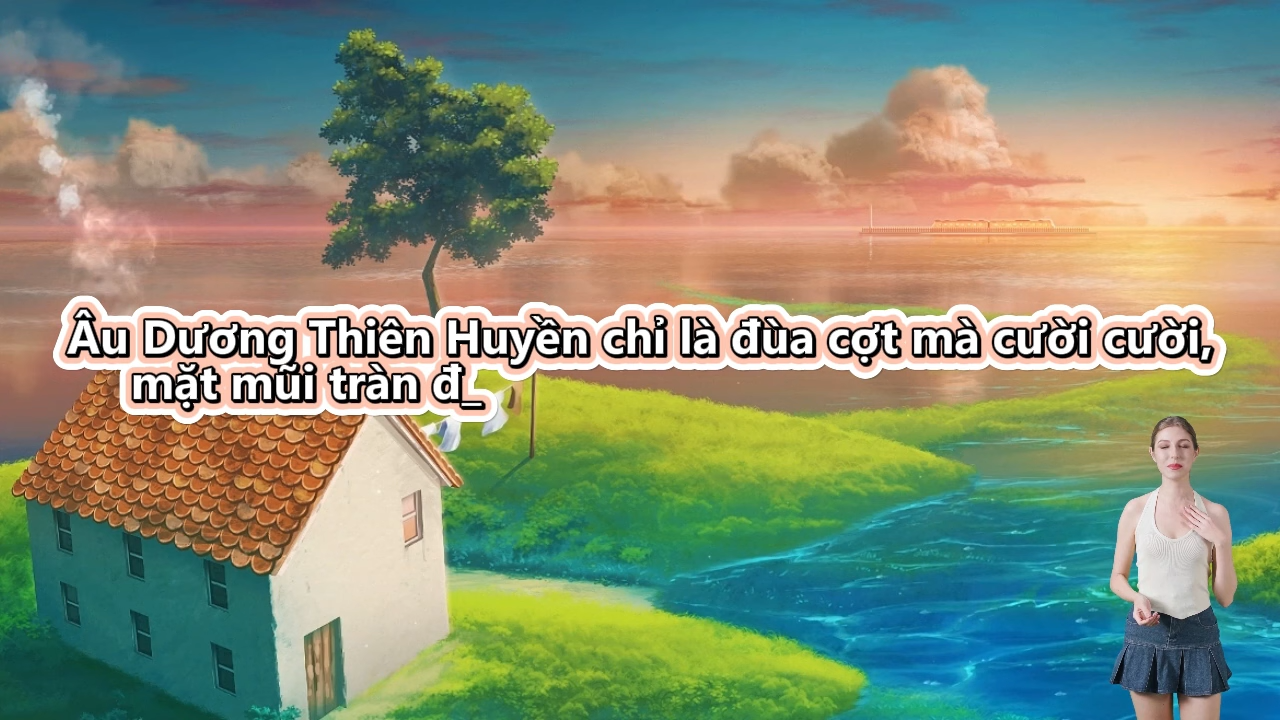 Âu Dương Thiên Huyền chỉ là đùa cợt mà cười cười,
mặt mũi tràn đ_